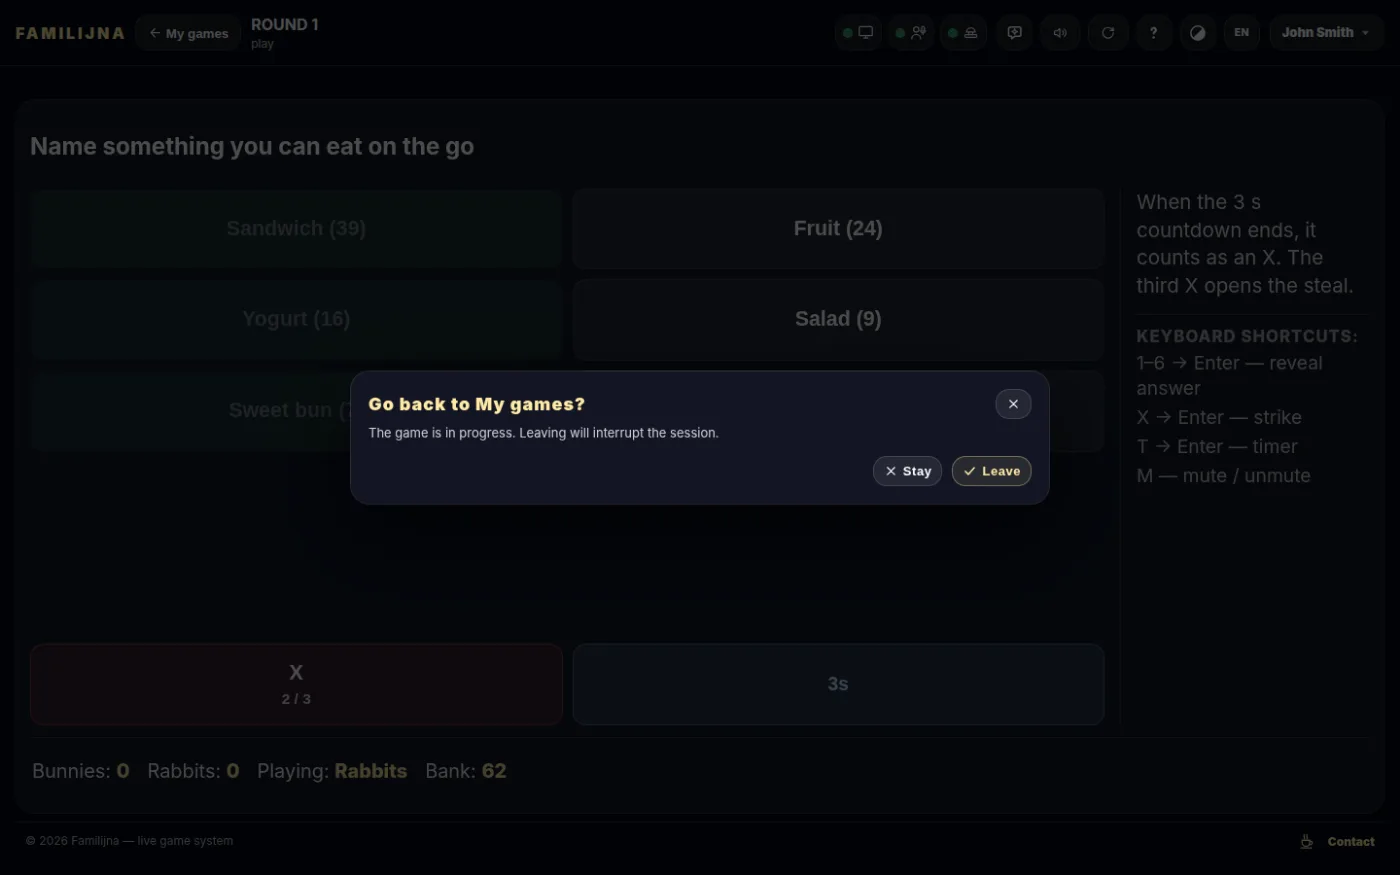 FAMILIJNA
← My games
ROUND 1
play
?
EN
John Smith
Name something you can eat on the go
Sandwich (39)
Fruit (24)
Yogurt (16)
Salad (9)
Sweet bun
Go back to My games?
The game is in progress. Leaving will interrupt the session.
Stay
Leave
When the 3 s
countdown ends, it
counts as an X. The
third X opens the steal.
KEYBOARD SHORTCUTS:
1–6 → Enter — reveal
answer
X → Enter — strike
T → Enter — timer
M — mute / unmute
X
2 / 3
3s
Bunnies: 0 Rabbits: 0 Playing: Rabbits Bank: 62
© 2026 Familijna — live game system
Contact